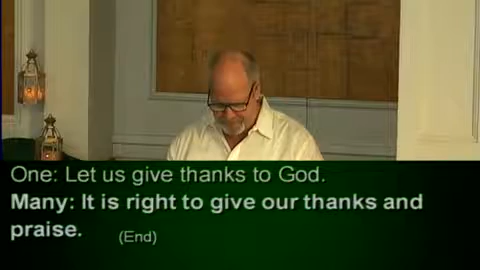 One: Let us give thanks to God.
Many: It is right to give our thanks and
praise.
(End)